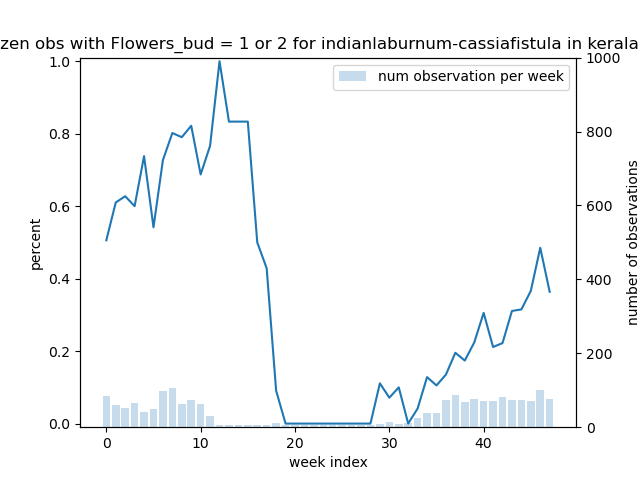 zen obs with Flowers_bud = 1 or 2 for indianlaburnum-cassiafistula in kerala
num observation per week
percent
1.0
0.8
0.6
0.4
0.2
0.0
1000
800
600
400
200
0
number of observations
0 10 20 30 40
week index